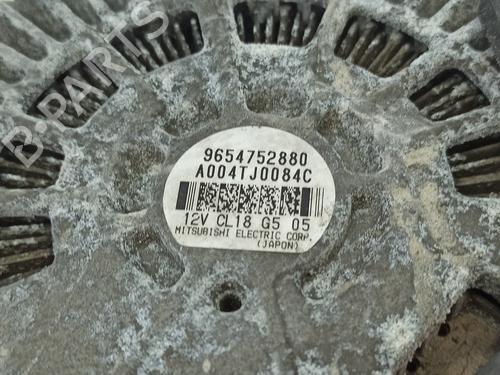 B-PARTS
9654752880
A004TJ0084C
12V CL18 G5 05
MITSUBISHI ELECTRIC CORP.
(JAPON)